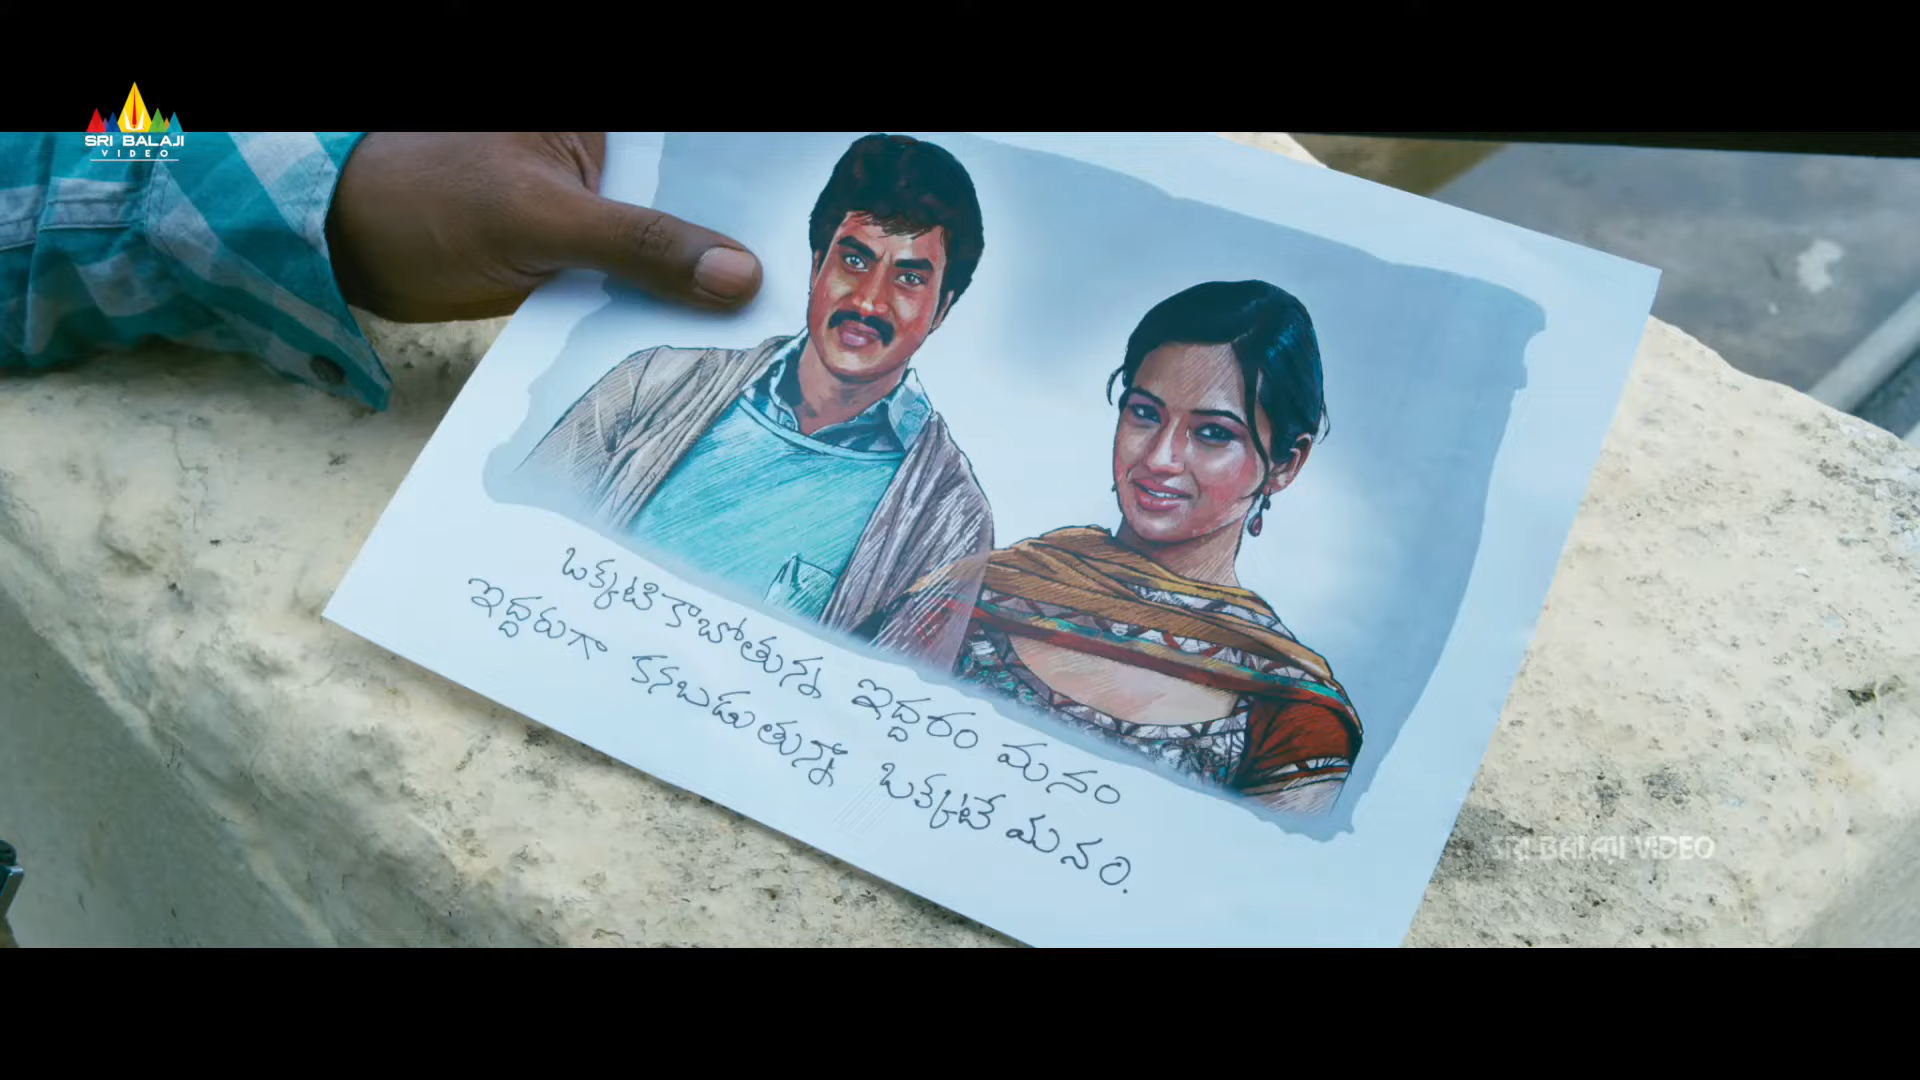 SRI BALAJI
VIDEO
ఒక్కటి కాబోతున్న ఇద్దరం మనం
ఇద్దరుగా కనబడుతున్నా ఒక్కటే మనం.
SRI BALAJI VIDEO